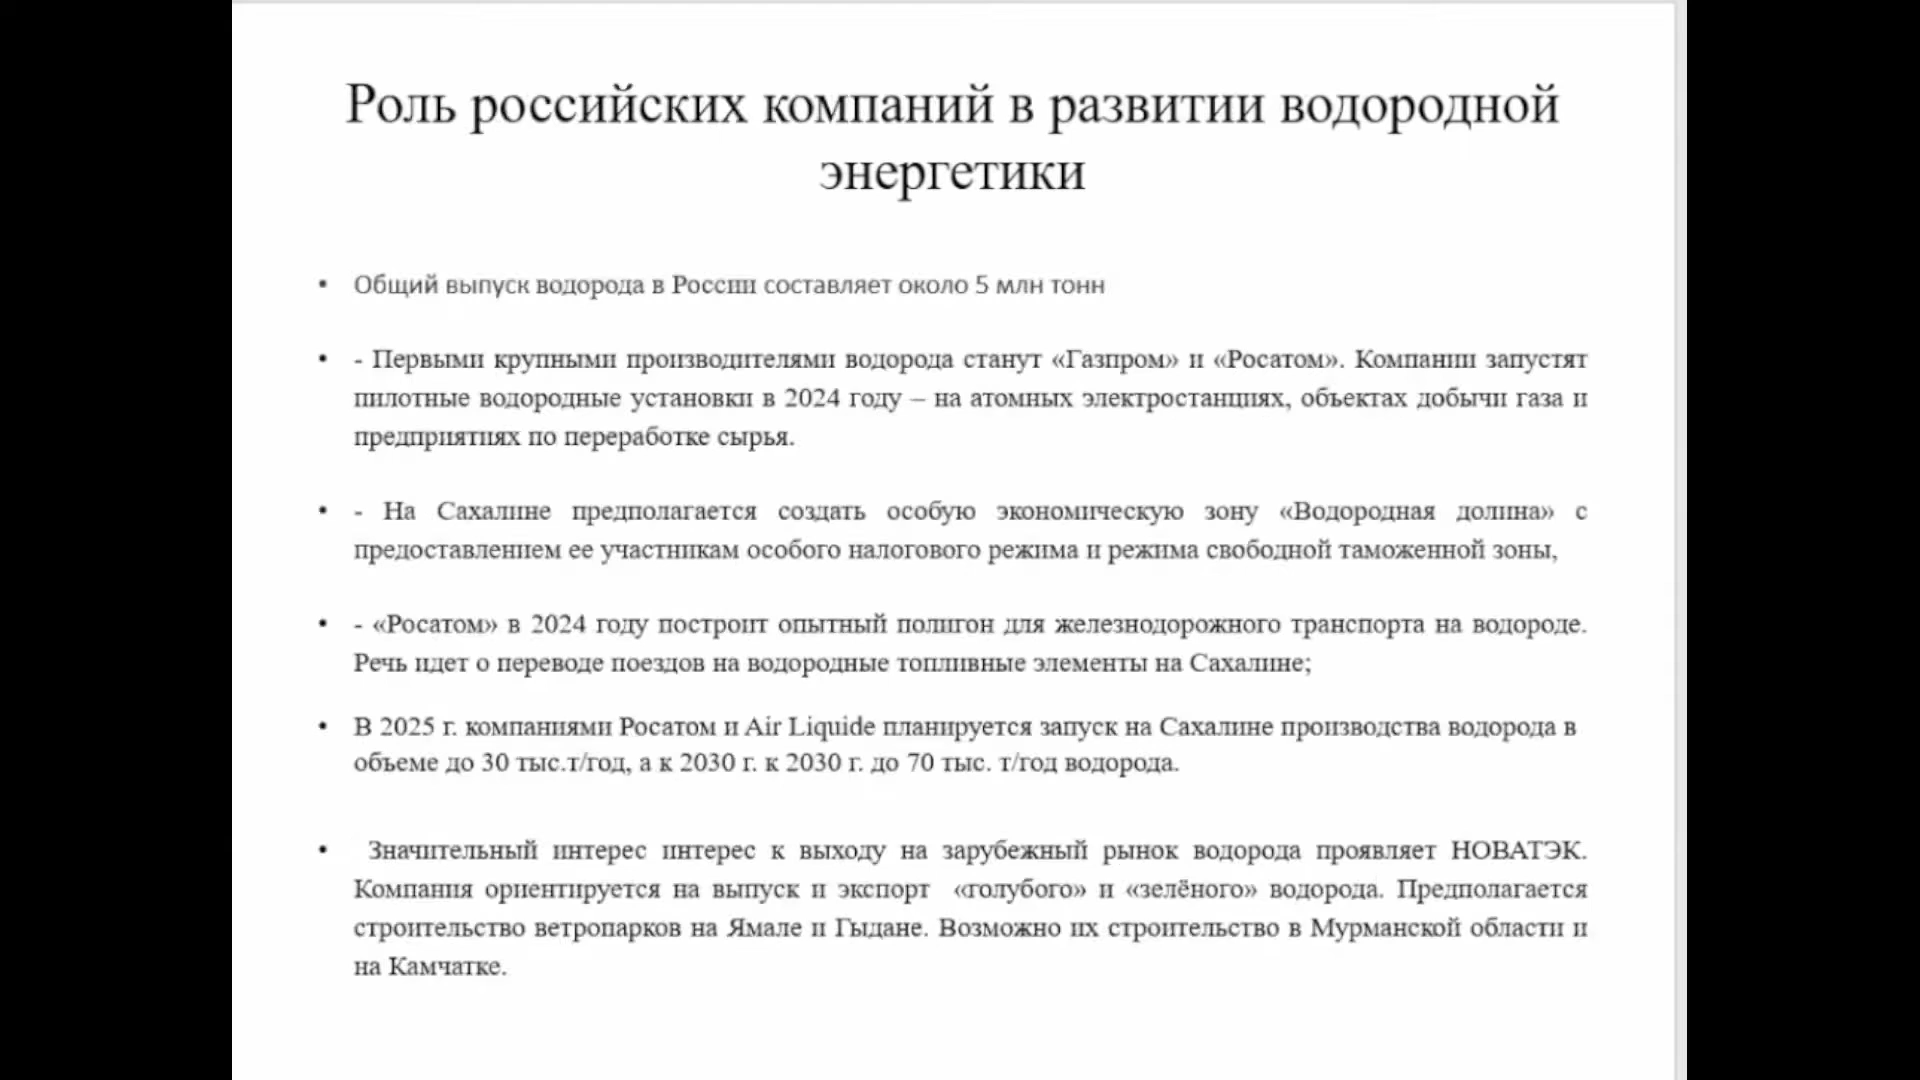 Роль российских компаний в развитии водородной
энергетики
• Общий выпуск водорода в России составляет около 5 млн тонн
• - Первыми крупными производителями водорода станут «Газпром» и «Росатом». Компании запустят
пилотные водородные установки в 2024 году – на атомных электростанциях, объектах добычи газа и
предприятиях по переработке сырья.
• - На Сахалине предполагается создать особую экономическую зону «Водородная долина» с
предоставлением ее участникам особого налогового режима и режима свободной таможенной зоны,
• - «Росатом» в 2024 году построит опытный полигон для железнодорожного транспорта на водороде.
Речь идет о переводе поездов на водородные топливные элементы на Сахалине;
• В 2025 г. компаниями Росатом и Air Liquide планируется запуск на Сахалине производства водорода в
объеме до 30 тыс.т/год, а к 2030 г. к 2030 г. до 70 тыс. т/год водорода.
• Значительный интерес интерес к выходу на зарубежный рынок водорода проявляет НОВАТЭК.
Компания ориентируется на выпуск и экспорт «голубого» и «зелёного» водорода. Предполагается
строительство ветропарков на Ямале и Гыдане. Возможно их строительство в Мурманской области и
на Камчатке.